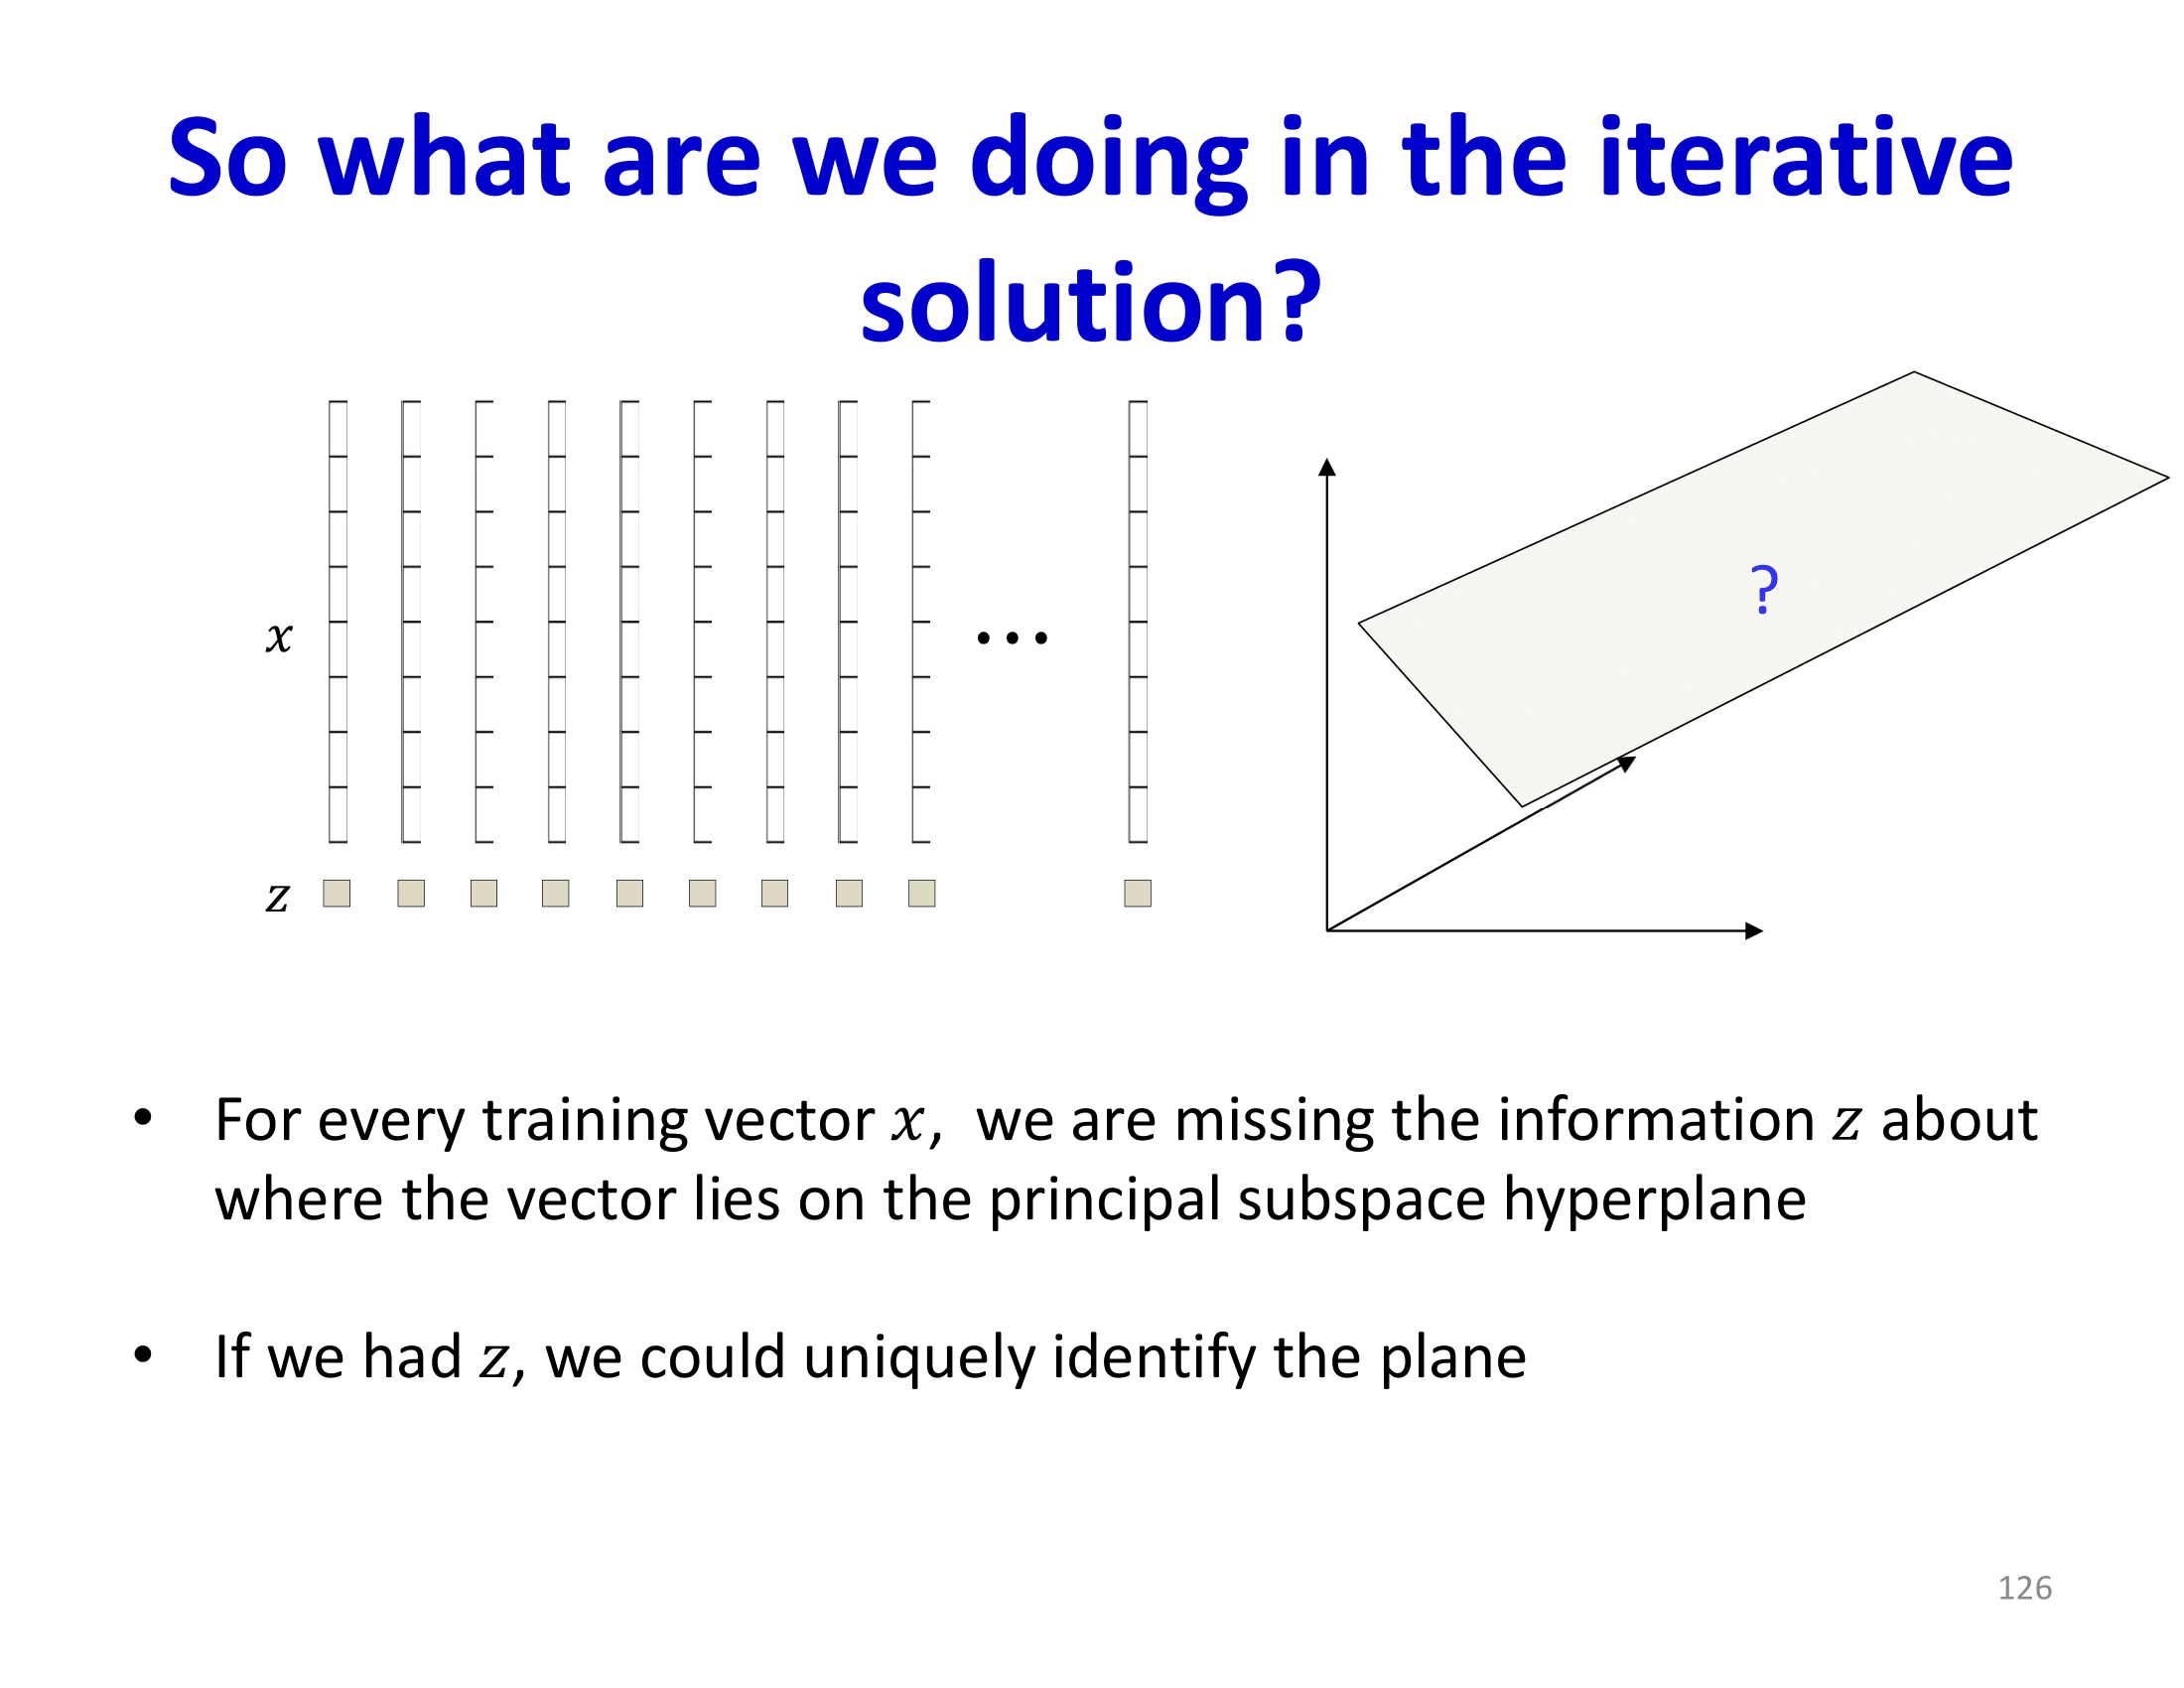 So what are we doing in the iterative
solution?
?
x
• • •
z
• For every training vector x, we are missing the information z about
where the vector lies on the principal subspace hyperplane
• If we had z, we could uniquely identify the plane
126